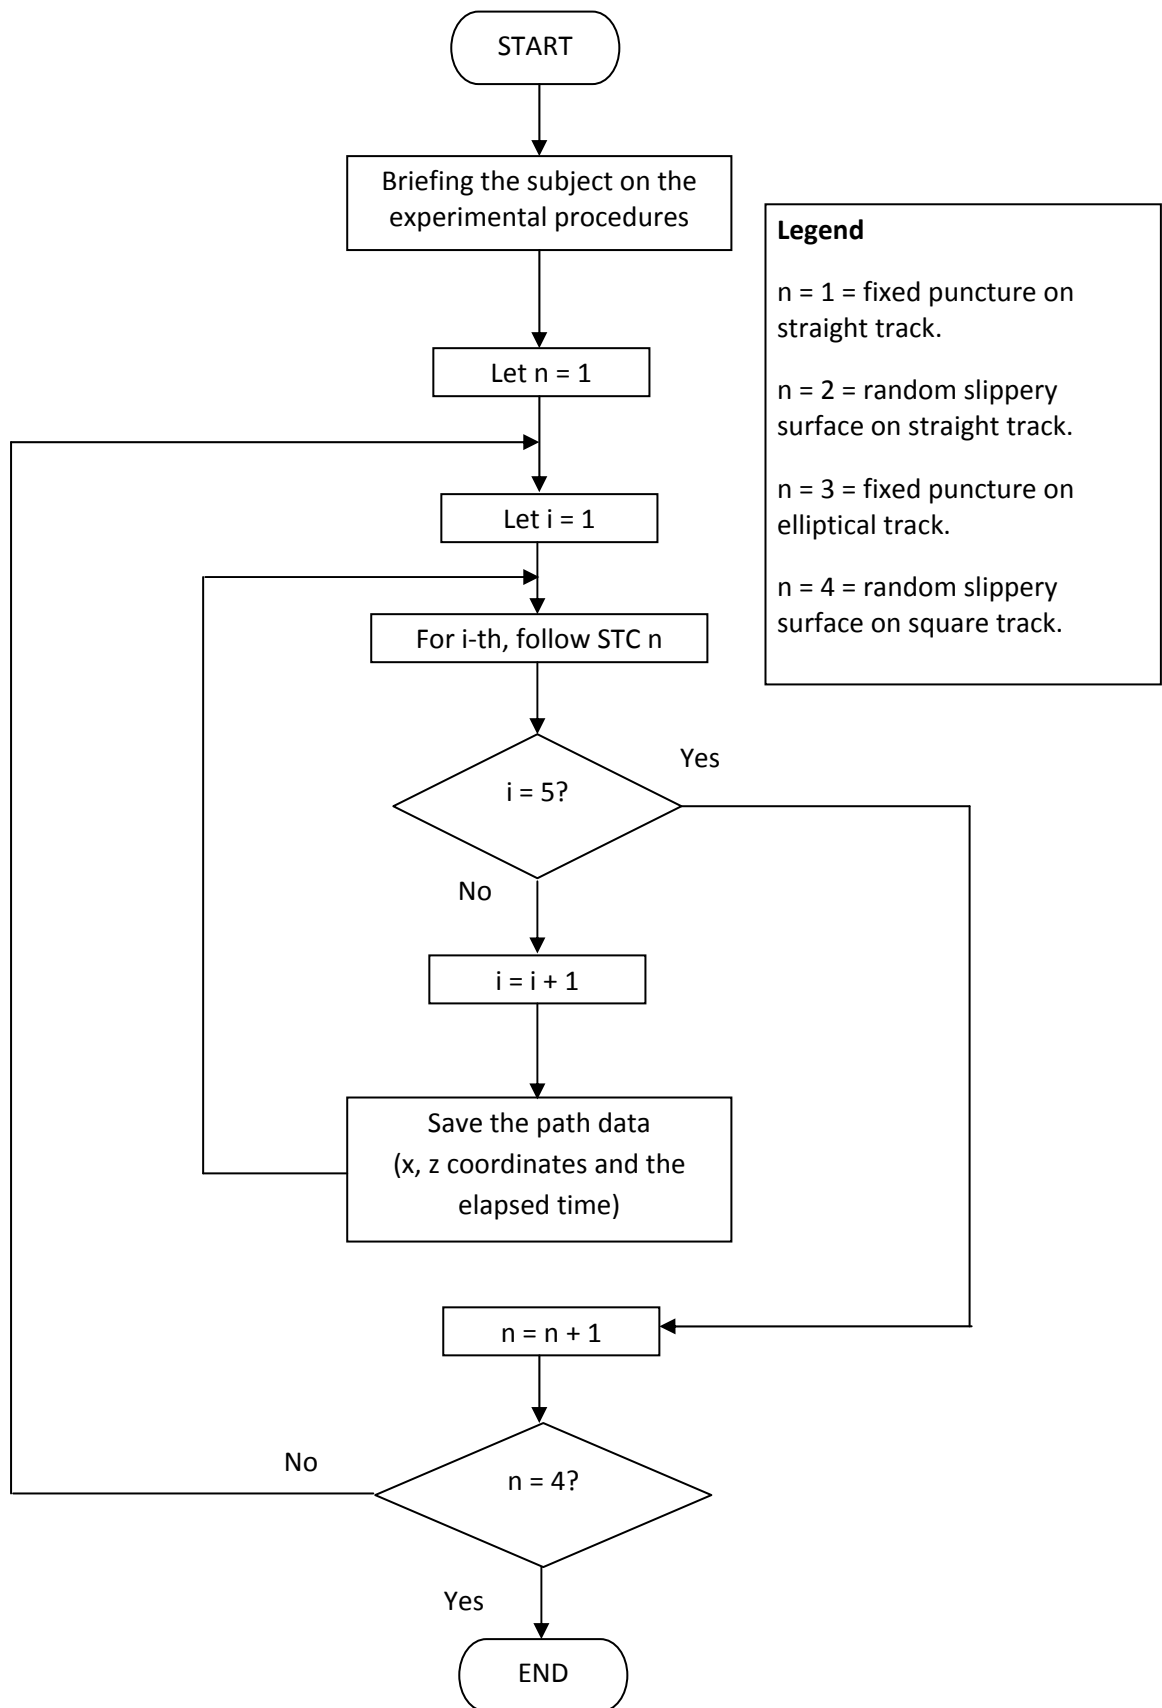 START
Briefing the subject on the
experimental procedures
Legend
n = 1 = fixed puncture on
straight track.
n = 2 = random slippery
surface on straight track.
n = 3 = fixed puncture on
elliptical track.
n = 4 = random slippery
surface on square track.
Let n = 1
Let i = 1
For i-th, follow STC n
i = 5?
Yes
No
i = i + 1
Save the path data
(x, z coordinates and the
elapsed time)
n = n + 1
n = 4?
No
Yes
END